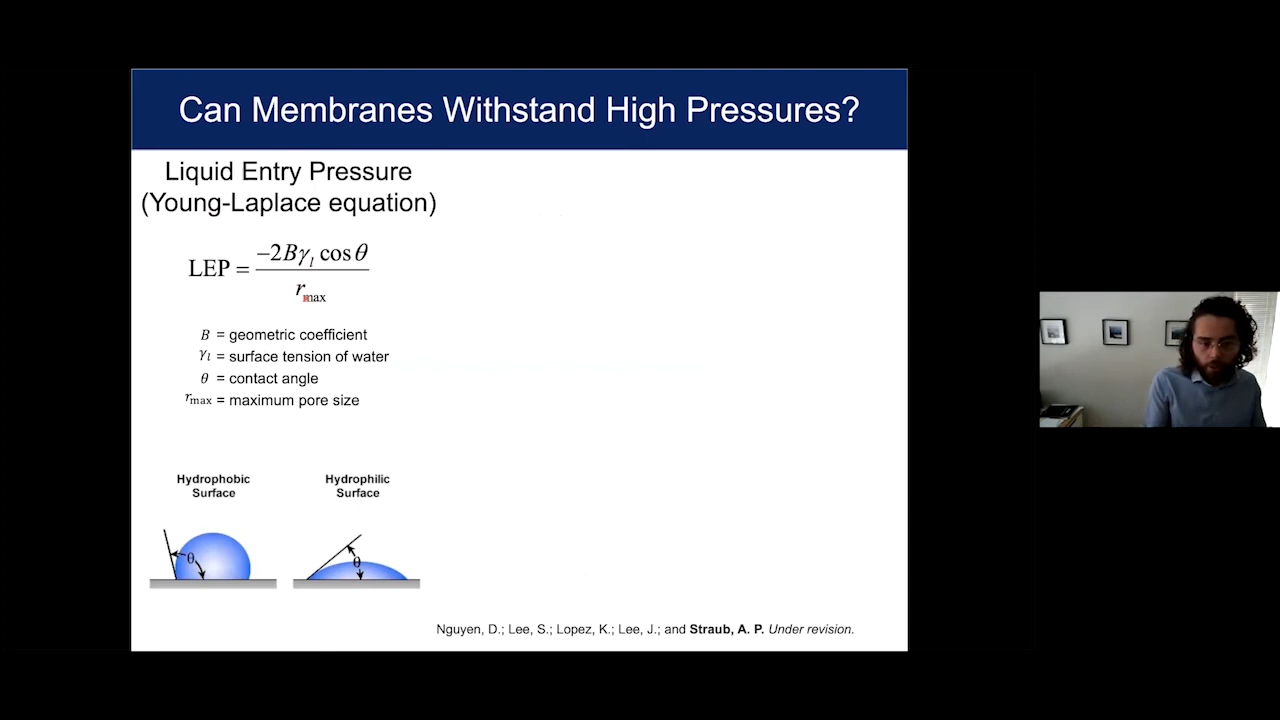 Can Membranes Withstand High Pressures?
Liquid Entry Pressure
(Young-Laplace equation)
LEP = −2Bγl cosθ / rmax
B = geometric coefficient
γl = surface tension of water
θ = contact angle
rmax = maximum pore size
Hydrophobic
Surface
Hydrophilic
Surface
θ
θ
Nguyen, D.; Lee, S.; Lopez, K.; Lee, J.; and Straub, A. P. Under revision.